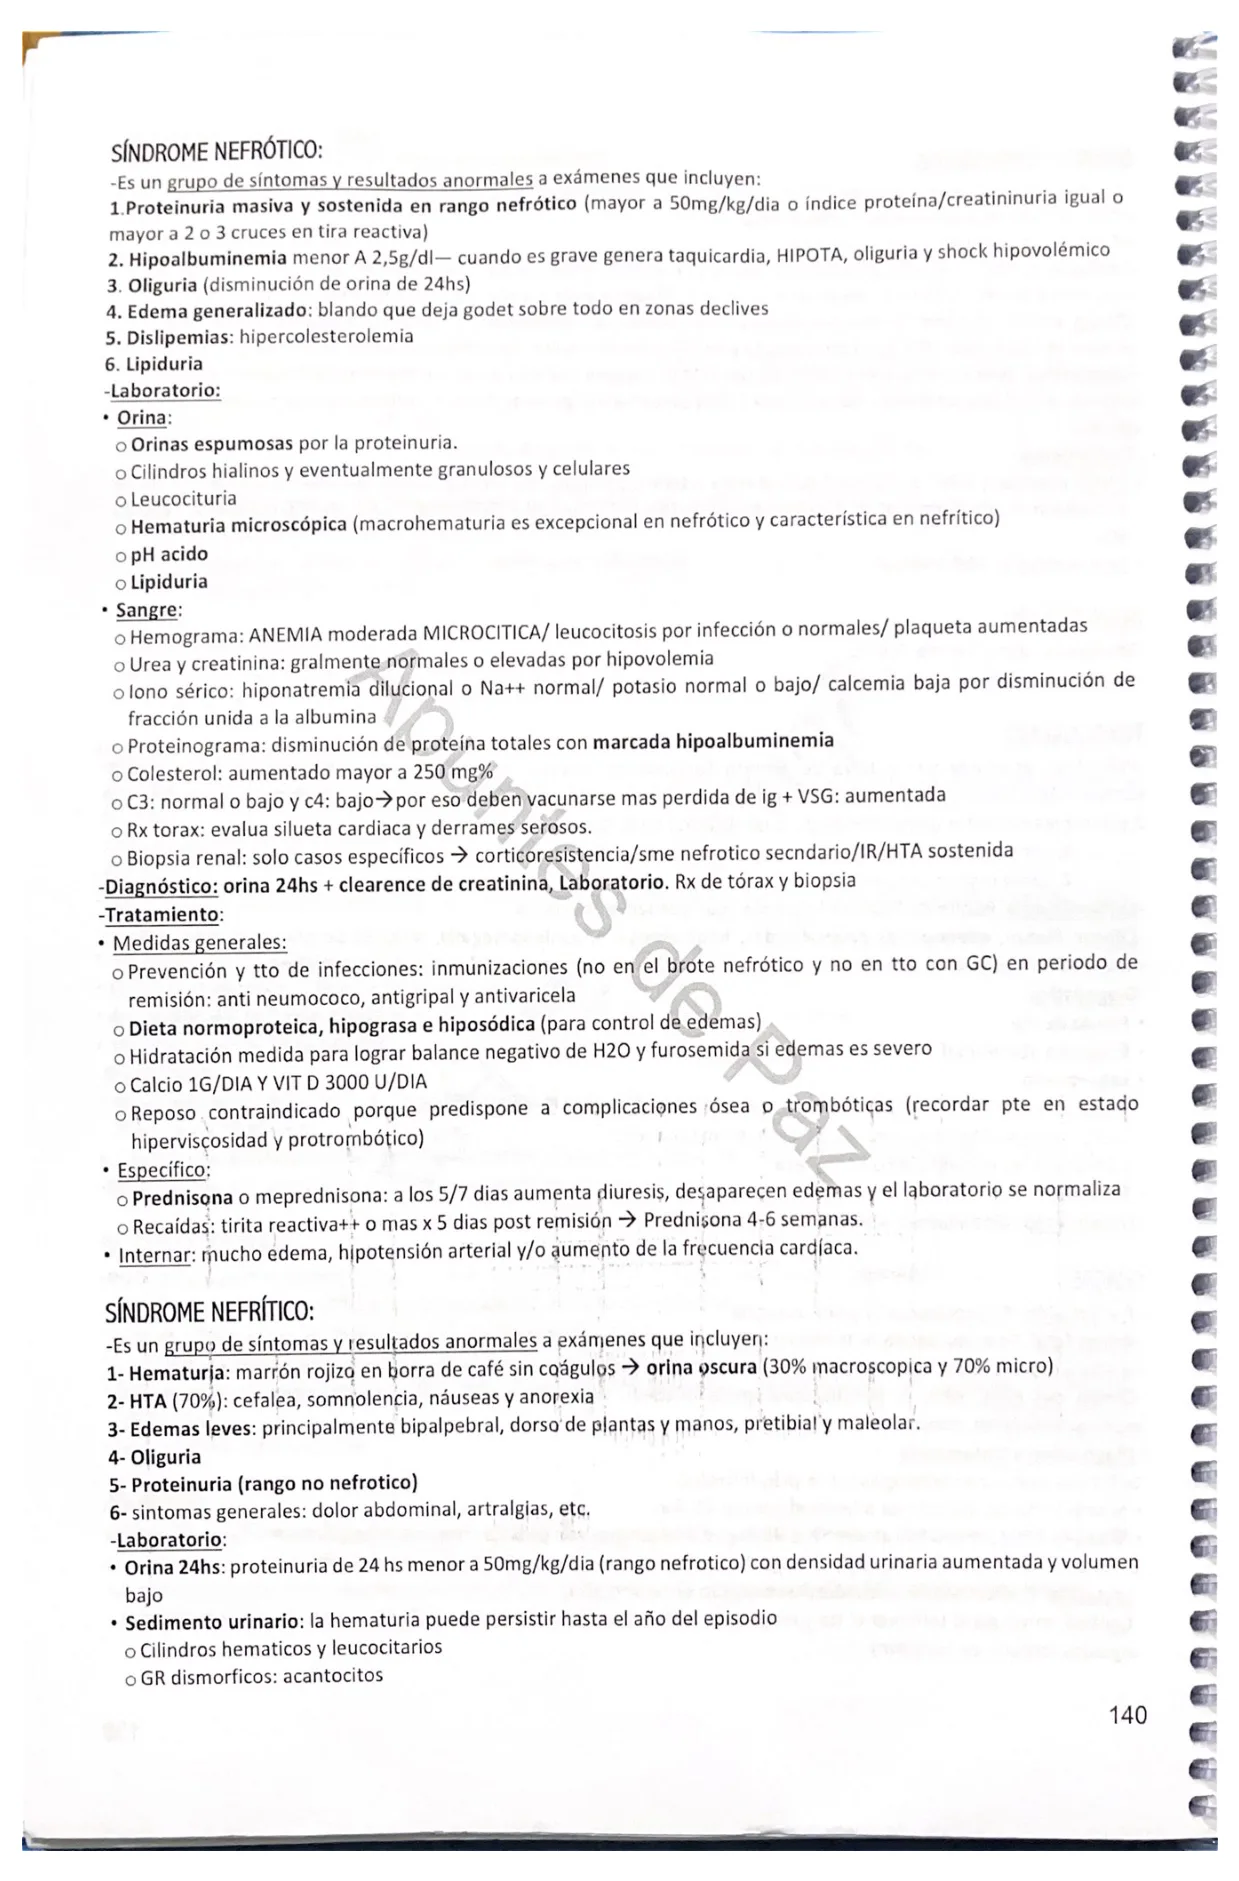 SÍNDROME NEFRÓTICO:
-Es un grupo de síntomas y resultados anormales a exámenes que incluyen:
1.Proteinuria masiva y sostenida en rango nefrótico (mayor a 50mg/kg/dia o índice proteína/creatininuria igual o
mayor a 2 o 3 cruces en tira reactiva)
2. Hipoalbuminemia menor A 2,5g/dl— cuando es grave genera taquicardia, HIPOTA, oliguria y shock hipovolémico
3. Oliguria (disminución de orina de 24hs)
4. Edema generalizado: blando que deja godet sobre todo en zonas declives
5. Dislipemias: hipercolesterolemia
6. Lipiduria
-Laboratorio:
• Orina:
o Orinas espumosas por la proteinuria.
o Cilindros hialinos y eventualmente granulosos y celulares
o Leucocituria
o Hematuria microscópica (macrohematuria es excepcional en nefrótico y característica en nefrítico)
o pH acido
o Lipiduria
• Sangre:
o Hemograma: ANEMIA moderada MICROCITICA/ leucocitosis por infección o normales/ plaqueta aumentadas
o Urea y creatinina: gralmente normales o elevadas por hipovolemia
o Iono sérico: hiponatremia dilucional o Na++ normal/ potasio normal o bajo/ calcemia baja por disminución de
fracción unida a la albumina
o Proteinograma: disminución de proteína totales con marcada hipoalbuminemia
o Colesterol: aumentado mayor a 250 mg%
o C3: normal o bajo y c4: bajo→por eso deben vacunarse mas perdida de ig + VSG: aumentada
o Rx torax: evalua silueta cardiaca y derrames serosos.
o Biopsia renal: solo casos específicos → corticoresistencia/sme nefrotico secndario/IR/HTA sostenida
-Diagnóstico: orina 24hs + clearence de creatinina, Laboratorio. Rx de tórax y biopsia
-Tratamiento:
• Medidas generales:
o Prevención y tto de infecciones: inmunizaciones (no en el brote nefrótico y no en tto con GC) en periodo de
remisión: anti neumococo, antigripal y antivaricela
o Dieta normoproteica, hipograsa e hiposódica (para control de edemas)
o Hidratación medida para lograr balance negativo de H2O y furosemida si edemas es severo
o Calcio 1G/DIA Y VIT D 3000 U/DIA
o Reposo contraindicado porque predispone a complicaciones ósea o trombóticas (recordar pte en estado
hiperviscosidad y protrombótico)
• Específico:
o Prednisona o meprednisona: a los 5/7 dias aumenta diuresis, desaparecen edemas y el laboratorio se normaliza
o Recaídas: tirita reactiva++ o mas x 5 dias post remisión → Prednisona 4-6 semanas.
• Internar: mucho edema, hipotensión arterial y/o aumento de la frecuencia cardíaca.
SÍNDROME NEFRÍTICO:
-Es un grupo de síntomas y resultados anormales a exámenes que incluyen:
1- Hematuria: marrón rojizo en borra de café sin coágulos → orina oscura (30% macroscopica y 70% micro)
2- HTA (70%): cefalea, somnolencia, náuseas y anorexia
3- Edemas leves: principalmente bipalpebral, dorso de plantas y manos, pretibial y maleolar.
4- Oliguria
5- Proteinuria (rango no nefrotico)
6- sintomas generales: dolor abdominal, artralgias, etc.
-Laboratorio:
• Orina 24hs: proteinuria de 24 hs menor a 50mg/kg/dia (rango nefrotico) con densidad urinaria aumentada y volumen
bajo
• Sedimento urinario: la hematuria puede persistir hasta el año del episodio
o Cilindros hematicos y leucocitarios
o GR dismorficos: acantocitos
140
Apuntes de Paz